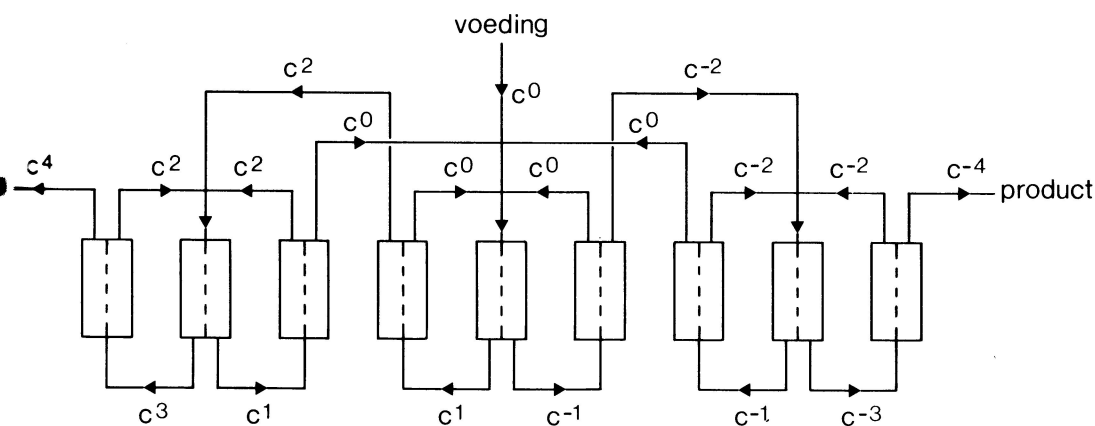 voeding
c² c⁰ c⁻²
c⁰ c⁰
c⁴ c² c² c⁰ c⁰ c⁻² c⁻² c⁻⁴
product
c³ c¹ c¹ c⁻¹ c⁻¹ c⁻³